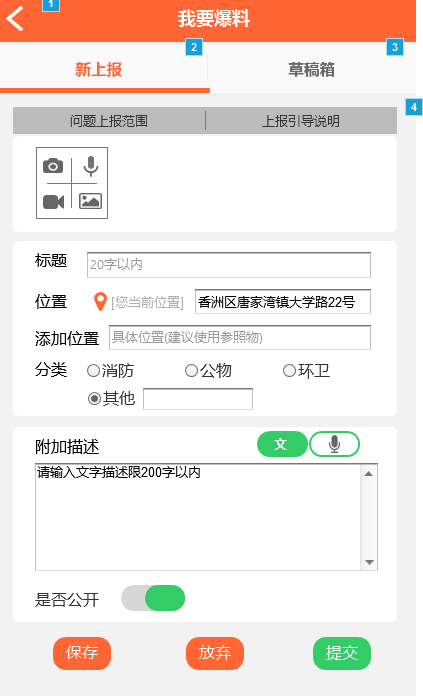 1
我要爆料
2
3
新上报 草稿箱
4
问题上报范围 上报引导说明
标题 20字以内
位置 [您当前位置] 香洲区唐家湾镇大学路22号
添加位置 具体位置(建议使用参照物)
分类 消防 公物 环卫
其他
附加描述 文
请输入文字描述限200字以内
是否公开
保存 放弃 提交